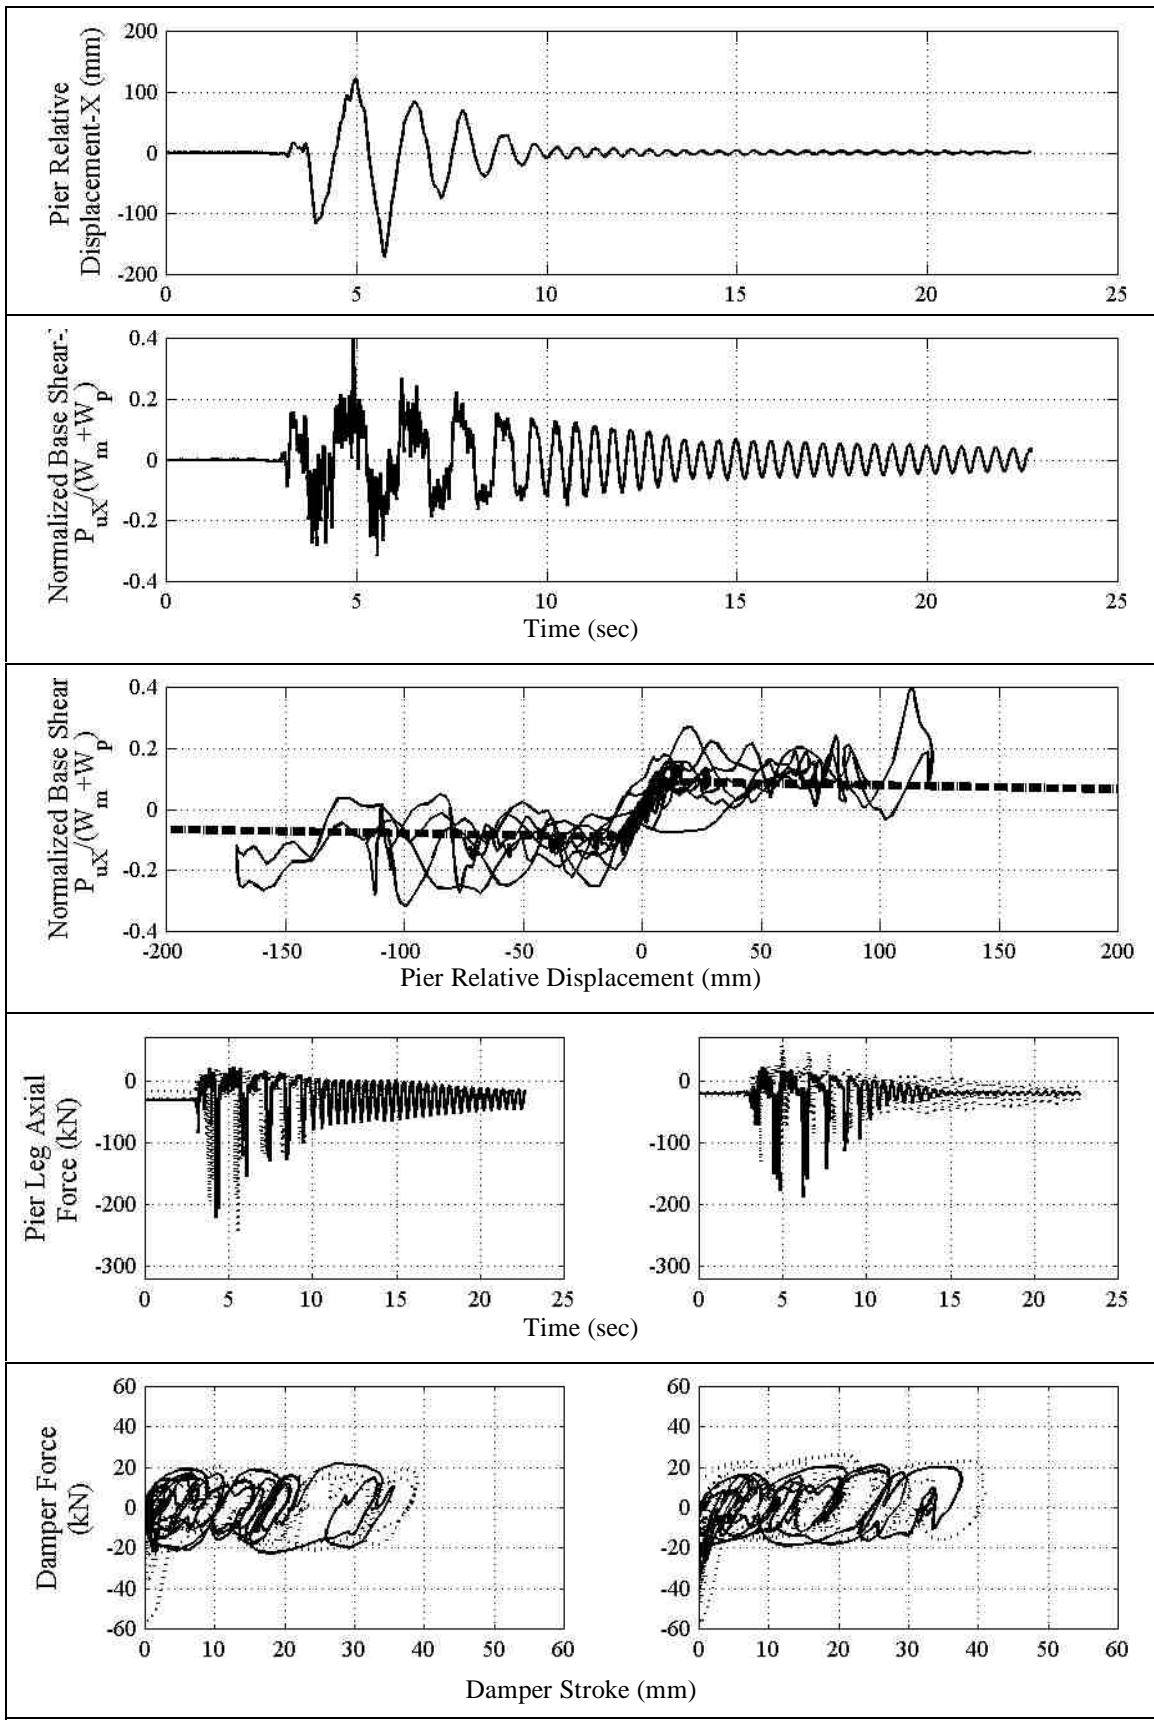 Pier Relative
Displacement-X (mm)
200
100
0
-100
-200
0 5 10 15 20 25
Normalized Base Shear-
P_uX/(W_m+W_p)
0.4
0.2
0
-0.2
-0.4
0 5 10 15 20 25
Time (sec)
Normalized Base Shear
P_uX/(W_m+W_p)
0.4
0.2
0
-0.2
-0.4
-200 -150 -100 -50 0 50 100 150 200
Pier Relative Displacement (mm)
Pier Leg Axial
Force (kN)
0
-100
-200
-300
0 5 10 15 20 25
0
-100
-200
-300
0 5 10 15 20 25
Time (sec)
Damper Force
(kN)
60
40
20
0
-20
-40
-60
0 10 20 30 40 50 60
60
40
20
0
-20
-40
-60
0 10 20 30 40 50 60
Damper Stroke (mm)